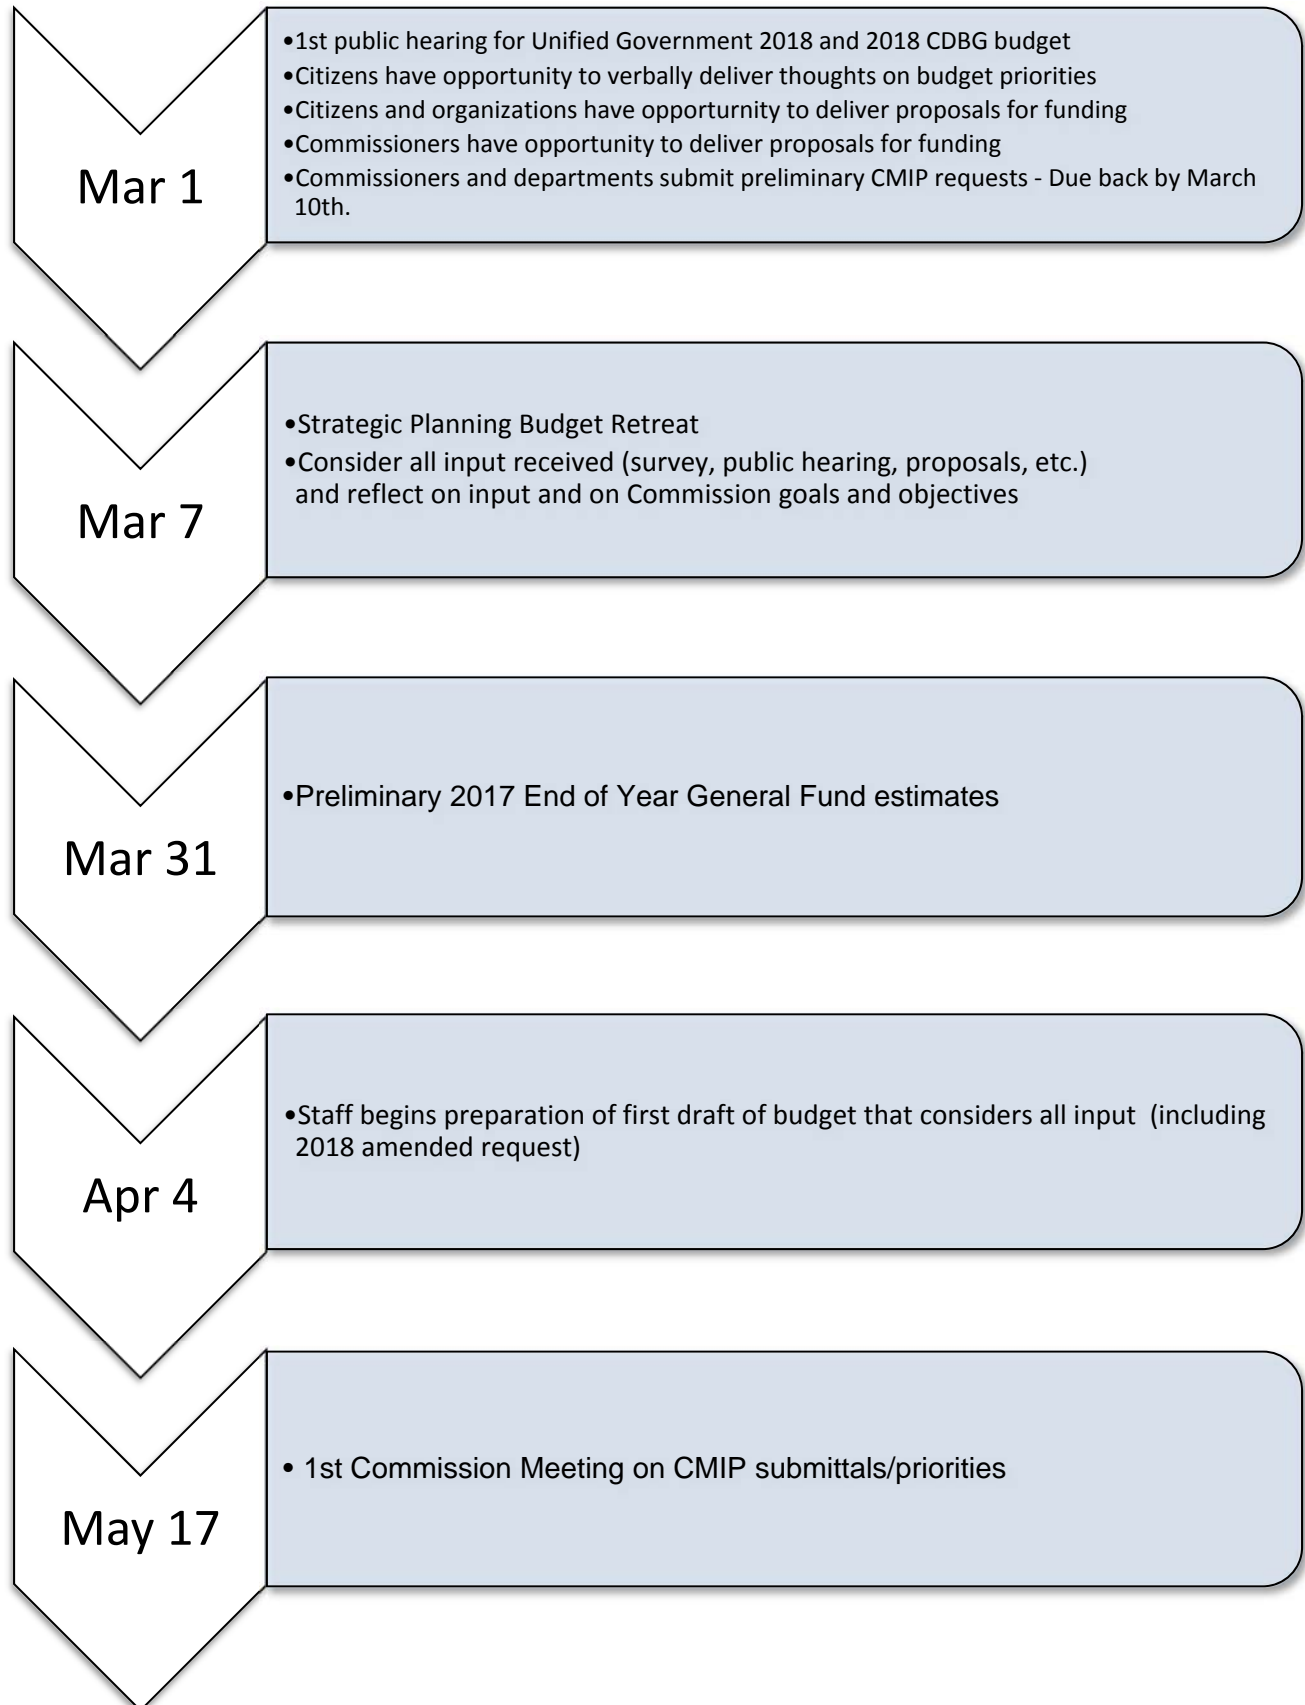 Mar 1
•1st public hearing for Unified Government 2018 and 2018 CDBG budget
•Citizens have opportunity to verbally deliver thoughts on budget priorities
•Citizens and organizations have opporturnity to deliver proposals for funding
•Commissioners have opportunity to deliver proposals for funding
•Commissioners and departments submit preliminary CMIP requests - Due back by March
10th.
Mar 7
•Strategic Planning Budget Retreat
•Consider all input received (survey, public hearing, proposals, etc.)
and reflect on input and on Commission goals and objectives
Mar 31
•Preliminary 2017 End of Year General Fund estimates
Apr 4
•Staff begins preparation of first draft of budget that considers all input (including
2018 amended request)
May 17
• 1st Commission Meeting on CMIP submittals/priorities